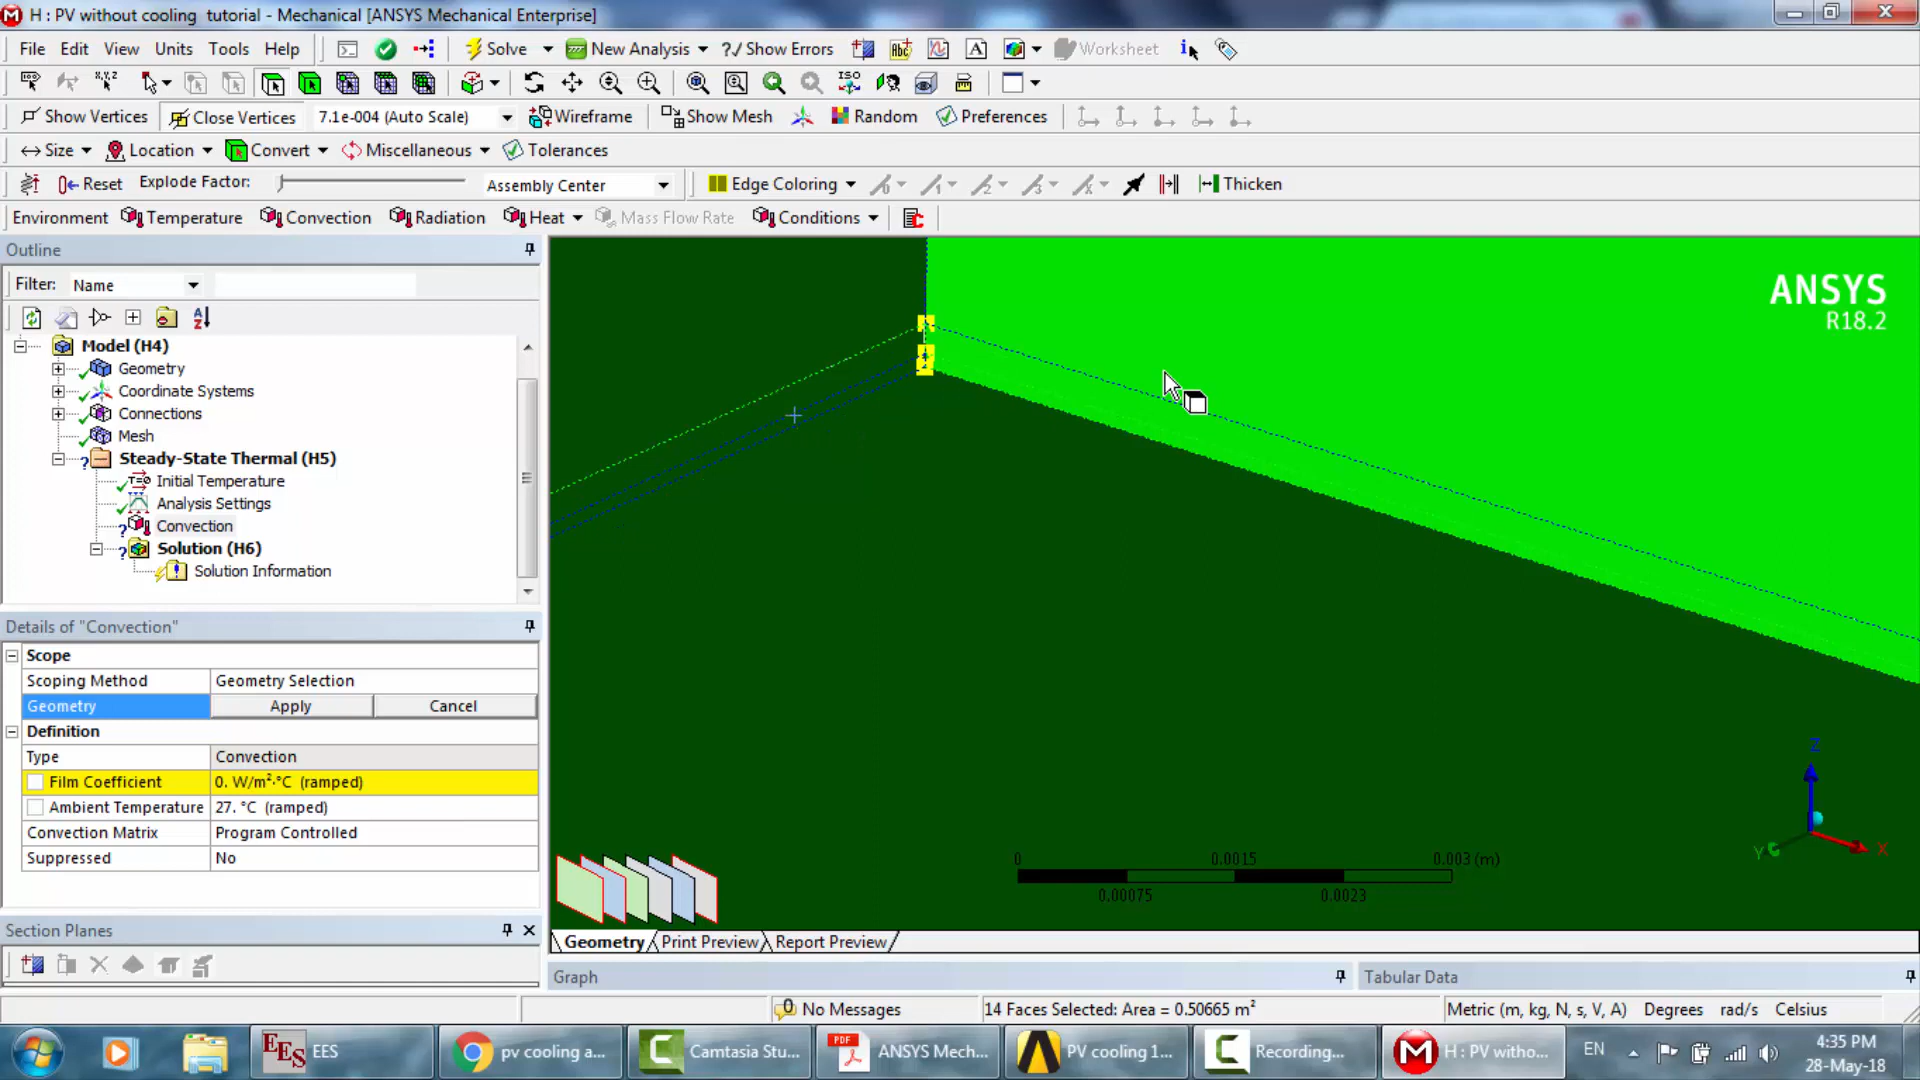 H : PV without cooling  tutorial - Mechanical [ANSYS Mechanical Enterprise]
File Edit View Units Tools Help Solve New Analysis ?/ Show Errors Worksheet
Show Vertices Close Vertices 7.1e-004 (Auto Scale) Wireframe Show Mesh Random Preferences
Size Location Convert Miscellaneous Tolerances
Reset Explode Factor: Assembly Center Edge Coloring Thicken
Environment Temperature Convection Radiation Heat Mass Flow Rate Conditions
Outline
Filter: Name
Model (H4)
Geometry
Coordinate Systems
Connections
Mesh
Steady-State Thermal (H5)
Initial Temperature
Analysis Settings
Convection
Solution (H6)
Solution Information
Details of "Convection"
Scope
Scoping Method Geometry Selection
Geometry Apply Cancel
Definition
Type Convection
Film Coefficient 0. W/m²·°C (ramped)
Ambient Temperature 27. °C (ramped)
Convection Matrix Program Controlled
Suppressed No
Section Planes
ANSYS
R18.2
Z
Y X
0 0.0015 0.003 (m)
0.00075 0.0023
Geometry Print Preview Report Preview
Graph Tabular Data
No Messages 14 Faces Selected: Area = 0.50665 m² Metric (m, kg, N, s, V, A) Degrees rad/s Celsius
EES EES pv cooling a... Camtasia Stu... PDF ANSYS Mech... PV cooling 1... Recording... H : PV witho... EN 4:35 PM
28-May-18